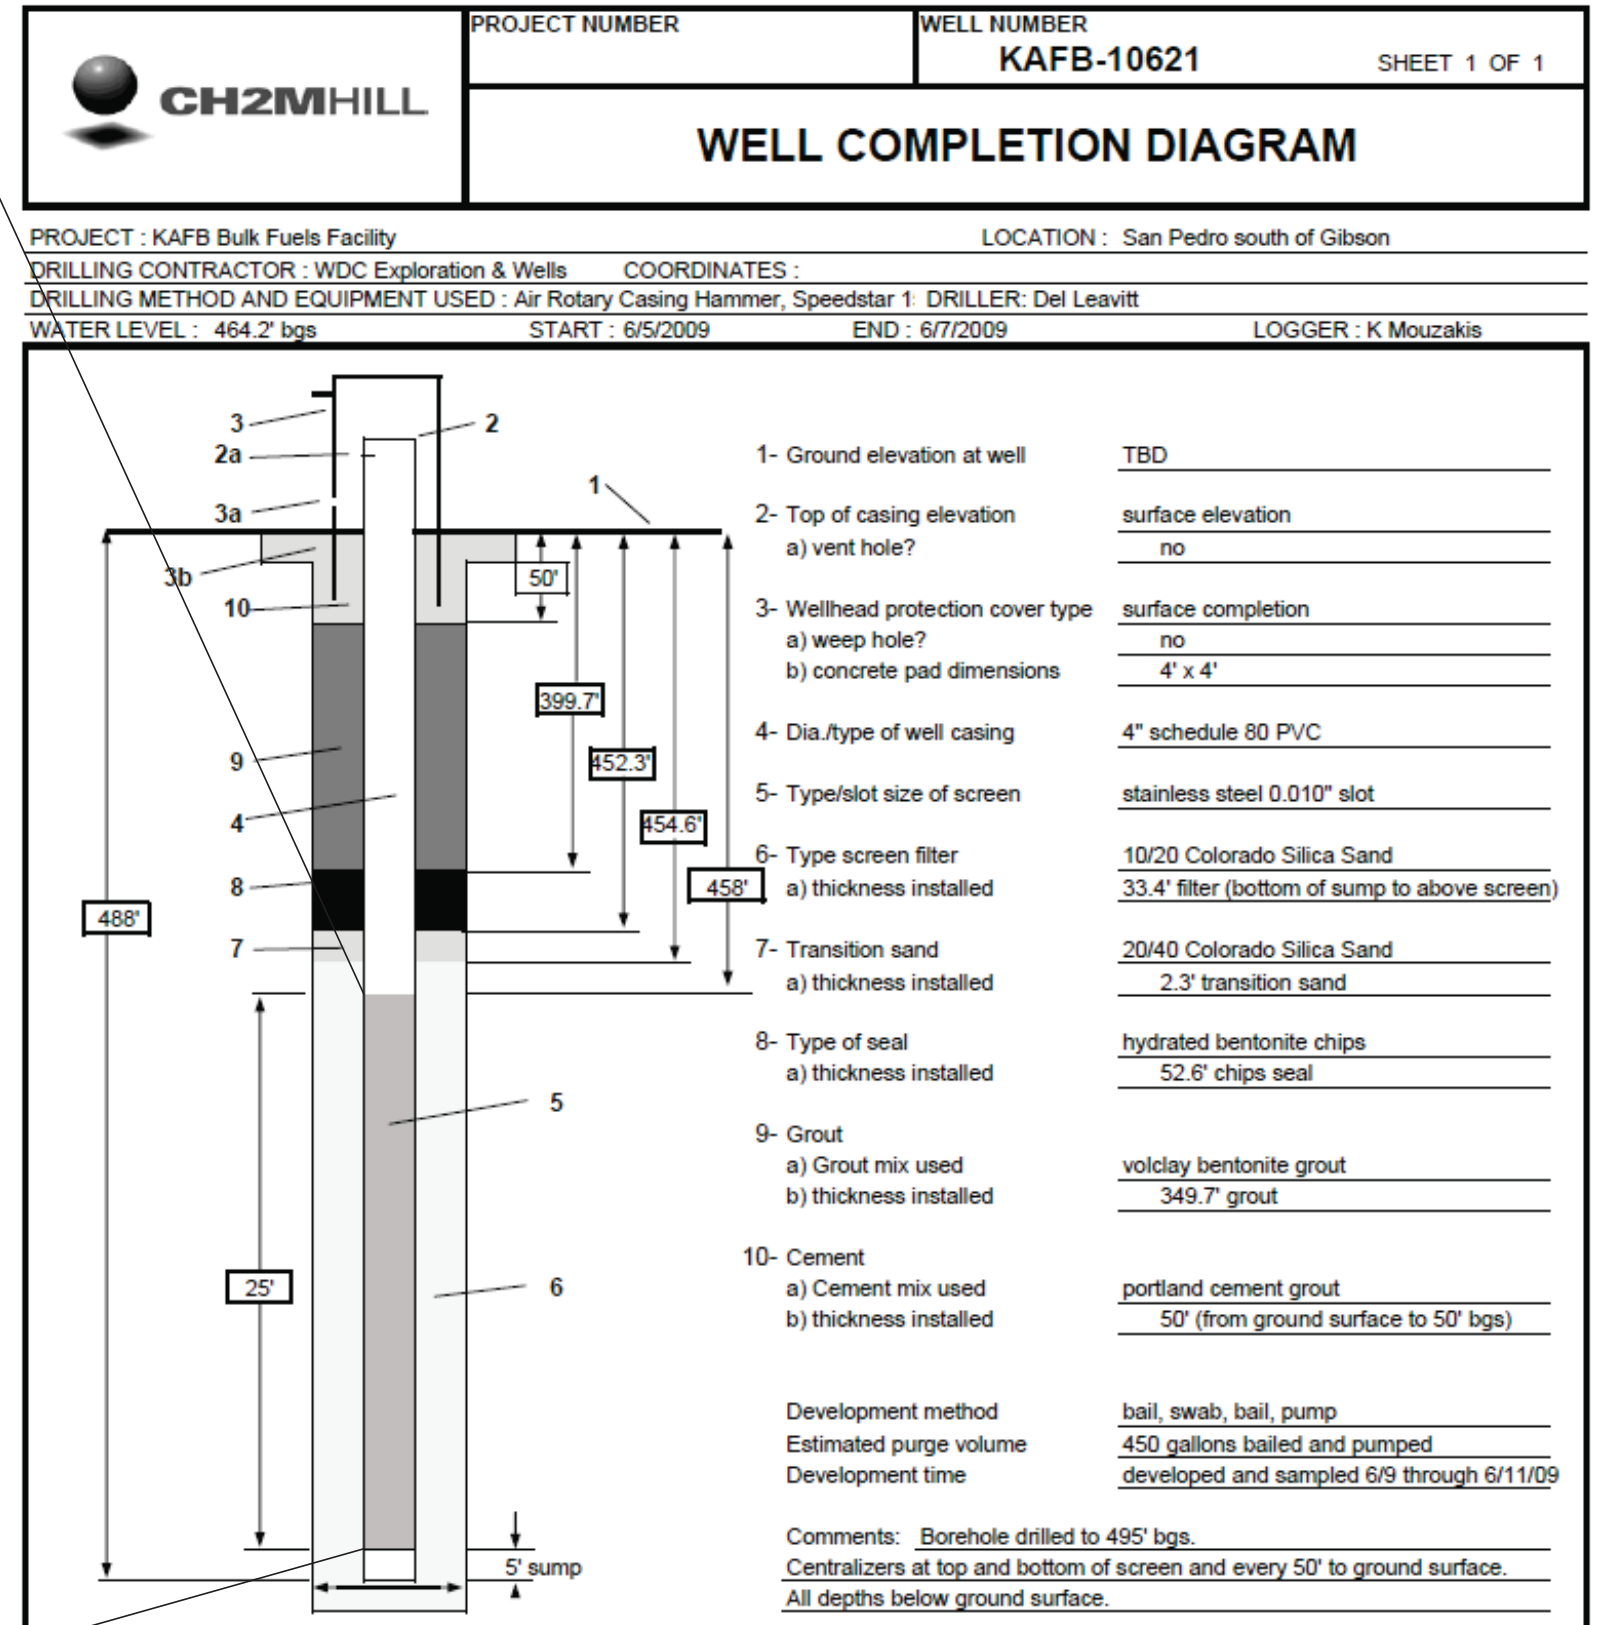 PROJECT NUMBER
WELL NUMBER
KAFB-10621 SHEET 1 OF 1
CH2MHILL
WELL COMPLETION DIAGRAM
PROJECT : KAFB Bulk Fuels Facility LOCATION : San Pedro south of Gibson
DRILLING CONTRACTOR : WDC Exploration & Wells COORDINATES :
DRILLING METHOD AND EQUIPMENT USED : Air Rotary Casing Hammer, Speedstar 1 DRILLER: Del Leavitt
WATER LEVEL : 464.2' bgs START : 6/5/2009 END : 6/7/2009 LOGGER : K Mouzakis
3
2
2a
1
3a
3b
50'
10
399.7'
9
452.3'
4
454.6'
8
458'
488'
7
5
25'
6
5' sump
1- Ground elevation at well TBD
2- Top of casing elevation surface elevation
a) vent hole? no
3- Wellhead protection cover type surface completion
a) weep hole? no
b) concrete pad dimensions 4' x 4'
4- Dia./type of well casing 4" schedule 80 PVC
5- Type/slot size of screen stainless steel 0.010" slot
6- Type screen filter 10/20 Colorado Silica Sand
a) thickness installed 33.4' filter (bottom of sump to above screen)
7- Transition sand 20/40 Colorado Silica Sand
a) thickness installed 2.3' transition sand
8- Type of seal hydrated bentonite chips
a) thickness installed 52.6' chips seal
9- Grout
a) Grout mix used volclay bentonite grout
b) thickness installed 349.7' grout
10- Cement
a) Cement mix used portland cement grout
b) thickness installed 50' (from ground surface to 50' bgs)
Development method bail, swab, bail, pump
Estimated purge volume 450 gallons bailed and pumped
Development time developed and sampled 6/9 through 6/11/09
Comments: Borehole drilled to 495' bgs.
Centralizers at top and bottom of screen and every 50' to ground surface.
All depths below ground surface.